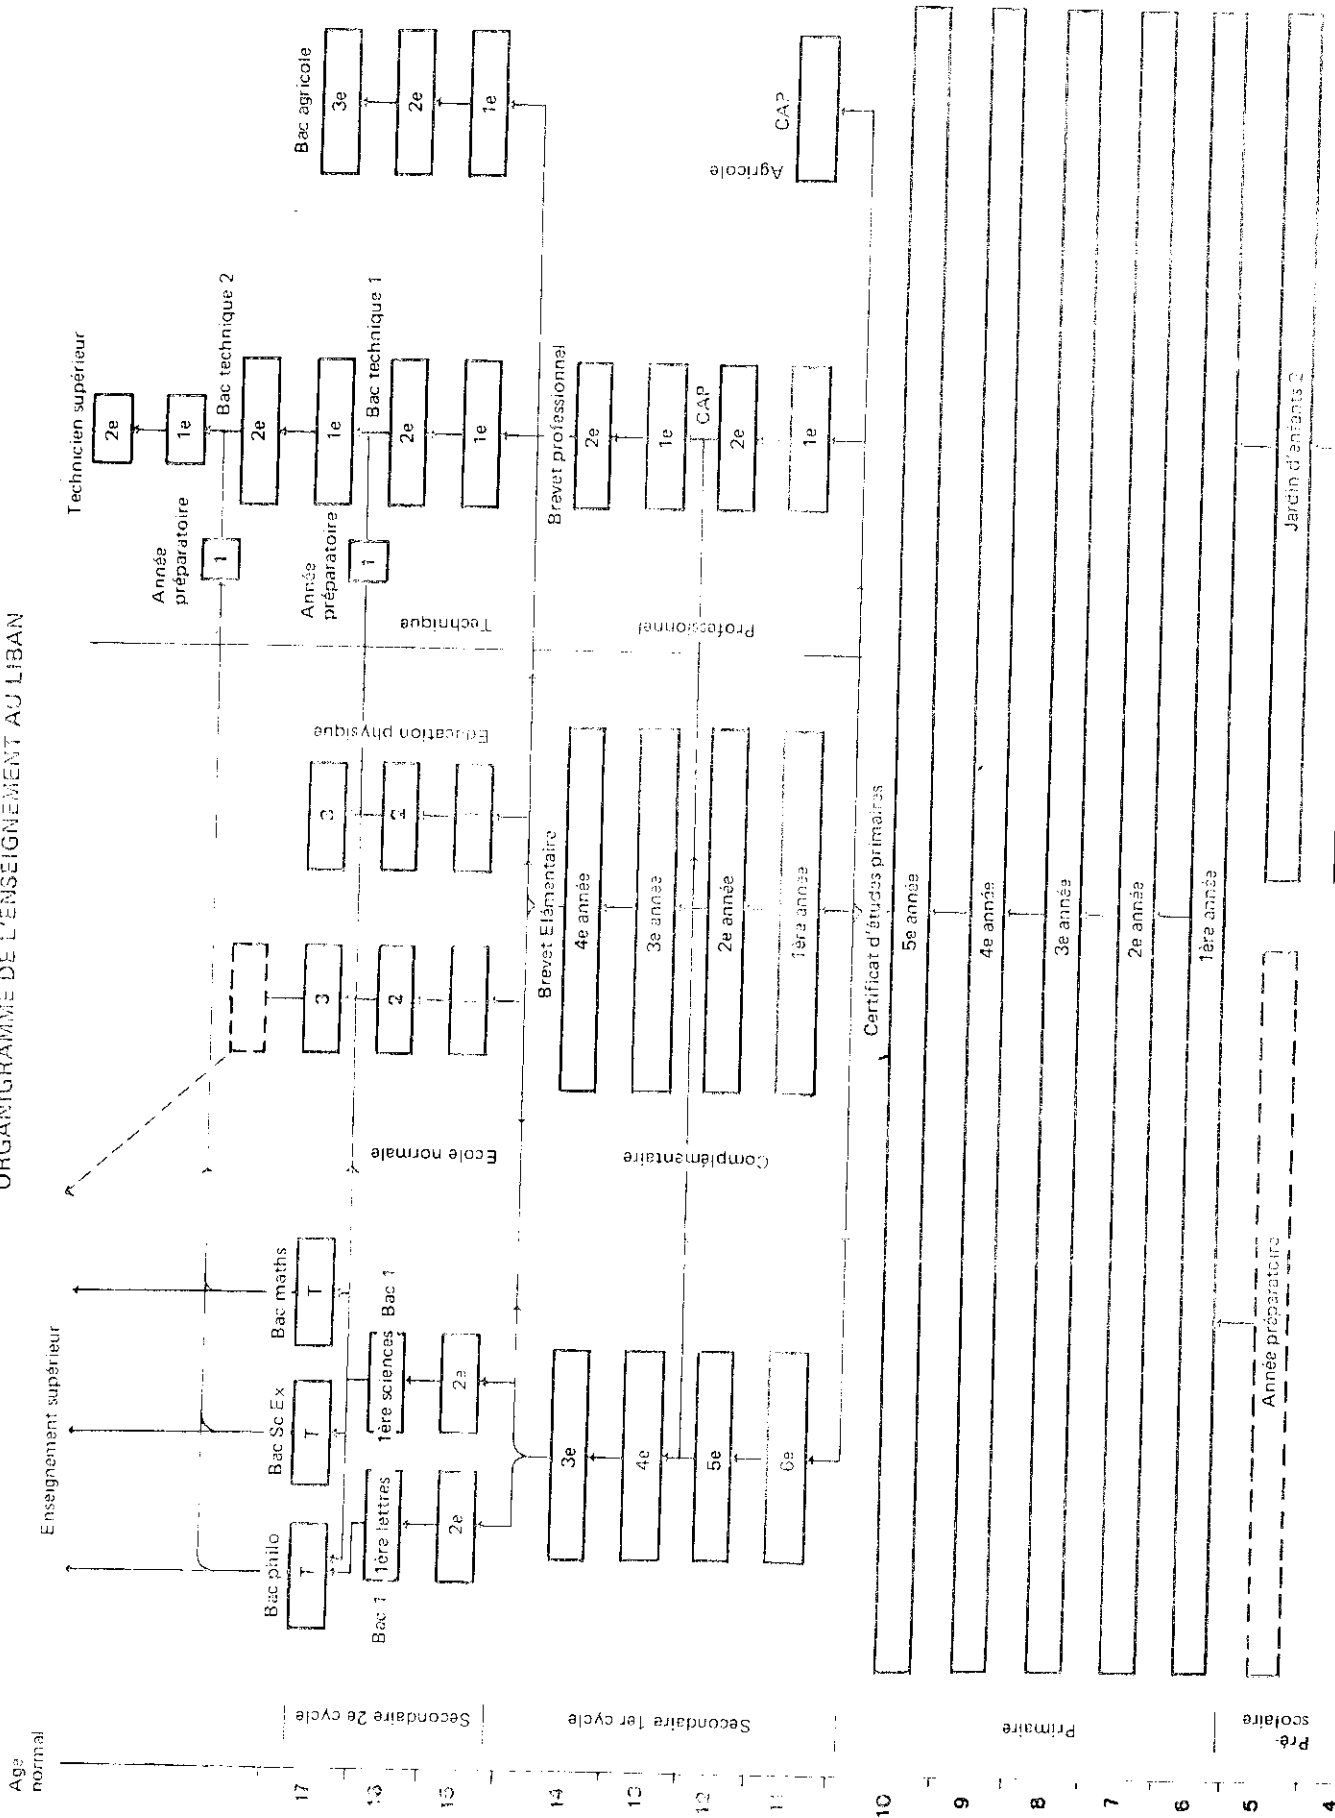 ORGANIGRAMME DE L'ENSEIGNEMENT AU LIBAN
Age
normal
Enseignement supérieur
Technicien supérieur
2e
1e
Année
préparatoire
1
Bac technique 2
2e
1e
Année
préparatoire
1
Bac technique 1
2e
1e
Technique
Bac agricole
3e
2e
1e
Bac philo
T
Bac Sc Ex
T
Bac maths
T
Bac 1
1ère lettres
1ère sciences
Bac 1
2e
2e
Ecole normale
3
2
Education physique
3
2
17
16
15
Secondaire 2e cycle
Brevet Elémentaire
Brevet professionnel
3e
4e
5e
6e
Complémentaire
4e année
3e année
2e année
1ère année
Professionnel
2e
1e
CAP
2e
1e
Agricole
CAP
14
13
12
11
Secondaire 1er cycle
Certificat d'études primaires
5e année
4e année
3e année
2e année
1ère année
10
9
8
7
6
Primaire
Année préparatoire
Jardin d'enfants 2
5
4
Pré-
scolaire